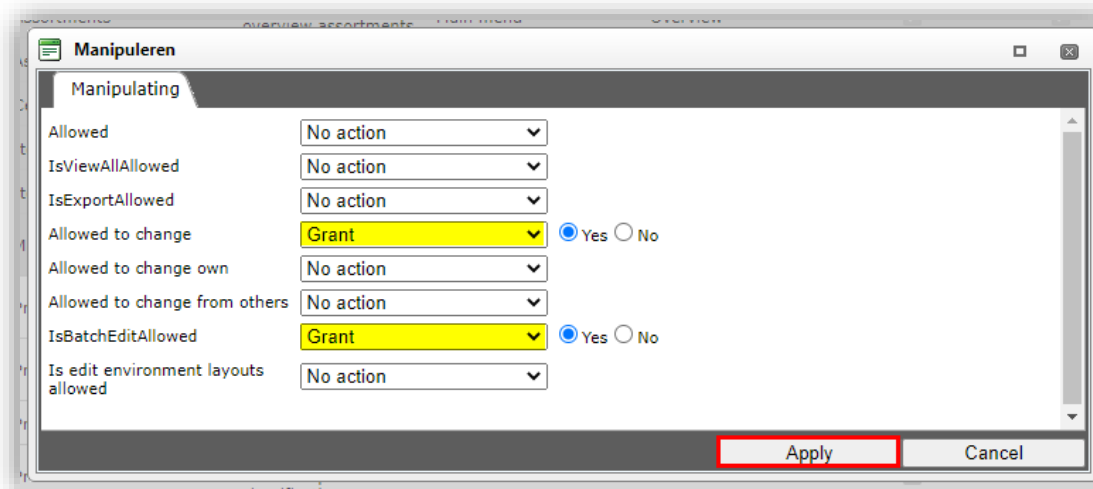 overview assortments
Manipuleren
Manipulating
Allowed No action
IsViewAllAllowed No action
IsExportAllowed No action
Allowed to change Grant Yes No
Allowed to change own No action
Allowed to change from others No action
IsBatchEditAllowed Grant Yes No
Is edit environment layouts
allowed No action
Apply Cancel